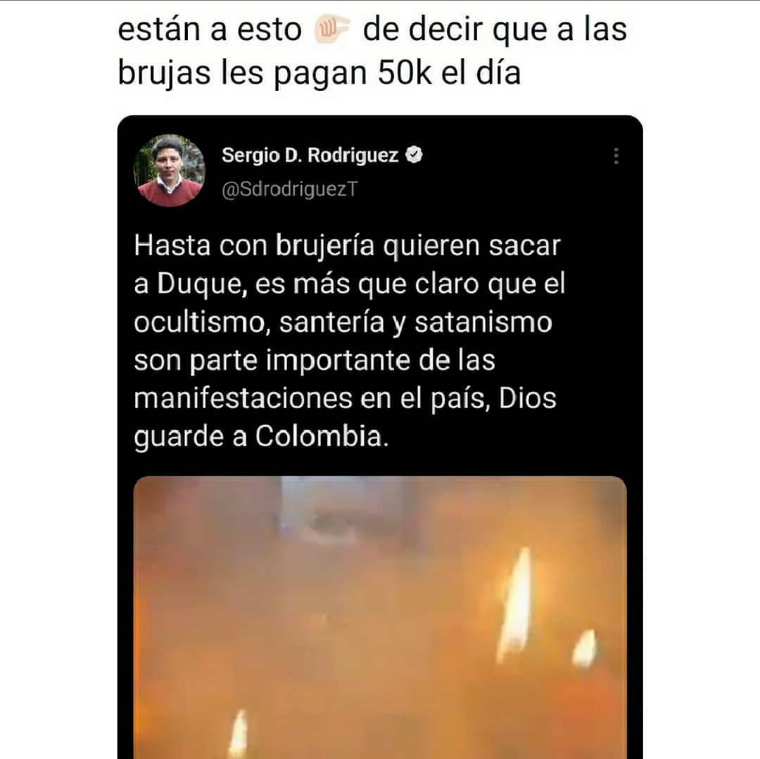 están a esto 🤏🏻 de decir que a las
brujas les pagan 50k el día
Sergio D. Rodriguez
@SdrodriguezT
Hasta con brujería quieren sacar
a Duque, es más que claro que el
ocultismo, santería y satanismo
son parte importante de las
manifestaciones en el país, Dios
guarde a Colombia.